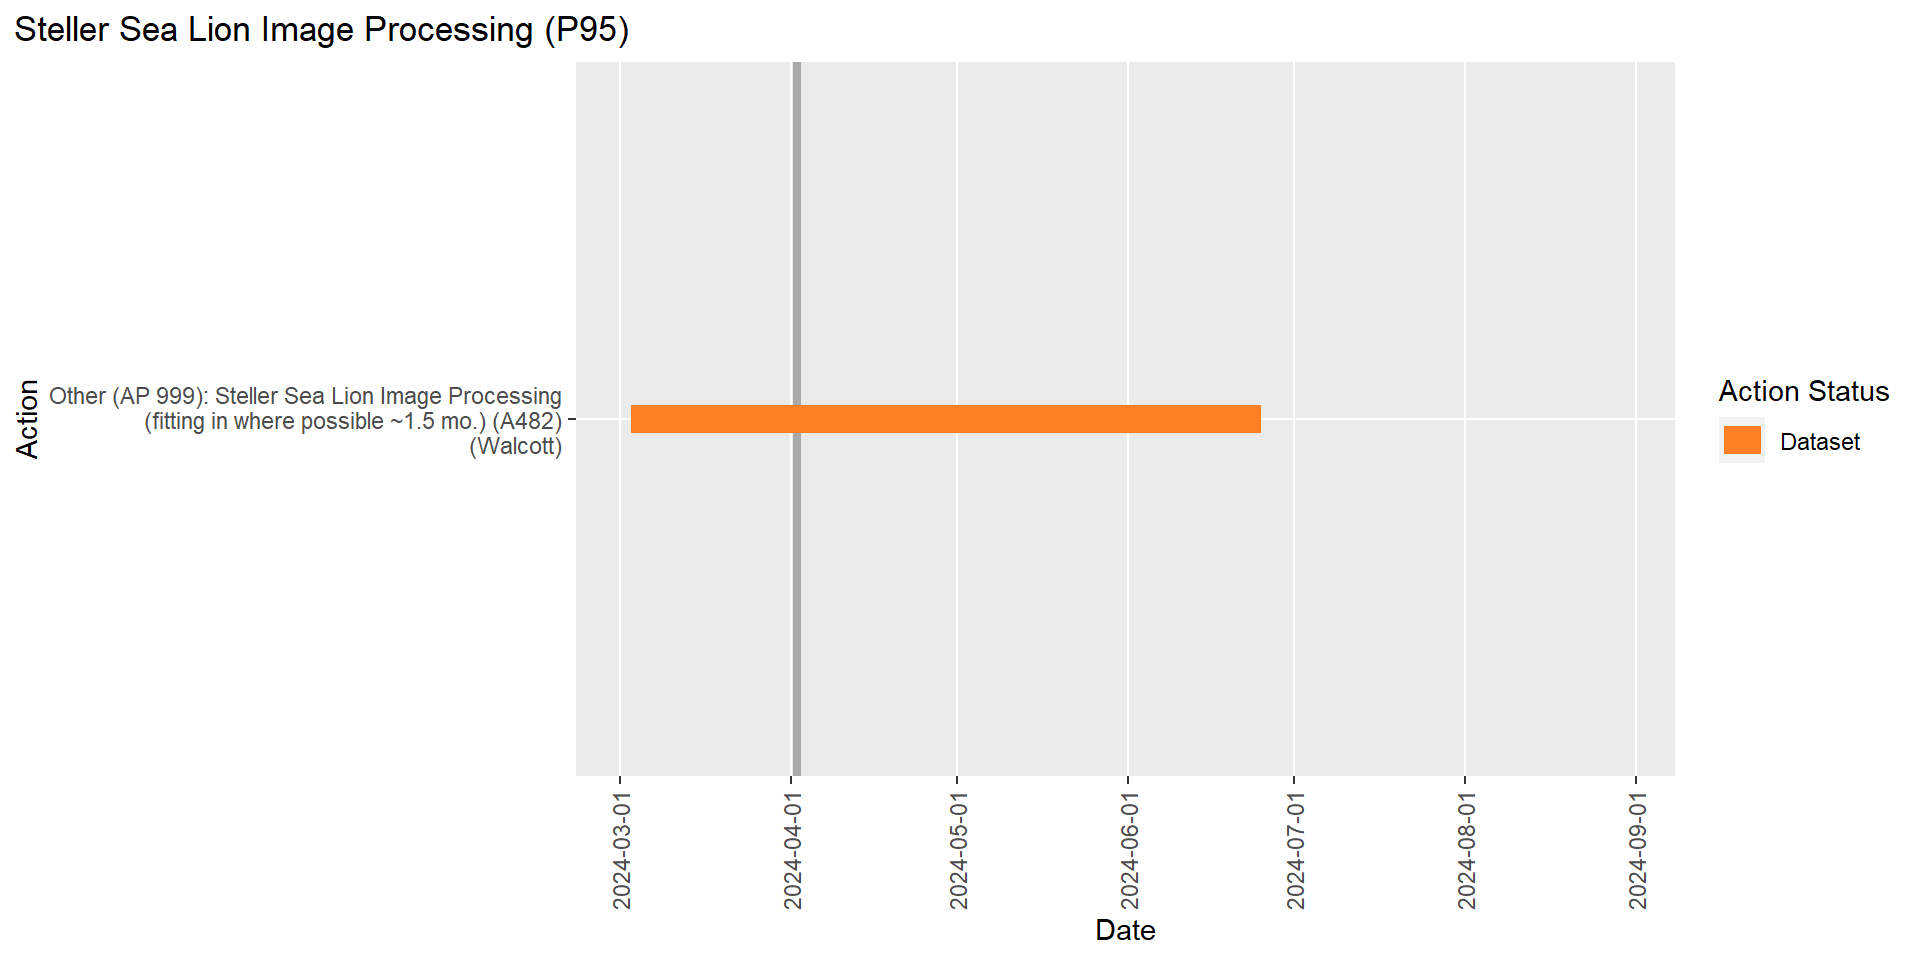 Steller Sea Lion Image Processing (P95)
Action
Other (AP 999): Steller Sea Lion Image Processing
(fitting in where possible ~1.5 mo.) (A482)
(Walcott)
2024-03-01
2024-04-01
2024-05-01
2024-06-01
2024-07-01
2024-08-01
2024-09-01
Date
Action Status
Dataset